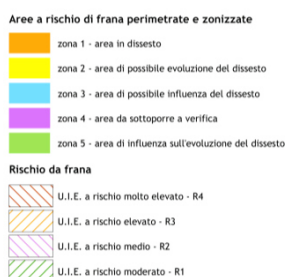 Aree a rischio di frana perimetrate e zonizzate
zona 1 - area in dissesto
zona 2 - area di possibile evoluzione del dissesto
zona 3 - area di possibile influenza del dissesto
zona 4 - area da sottoporre a verifica
zona 5 - area di influenza sull'evoluzione del dissesto
Rischio da frana
U.I.E. a rischio molto elevato - R4
U.I.E. a rischio elevato - R3
U.I.E. a rischio medio - R2
U.I.E. a rischio moderato - R1